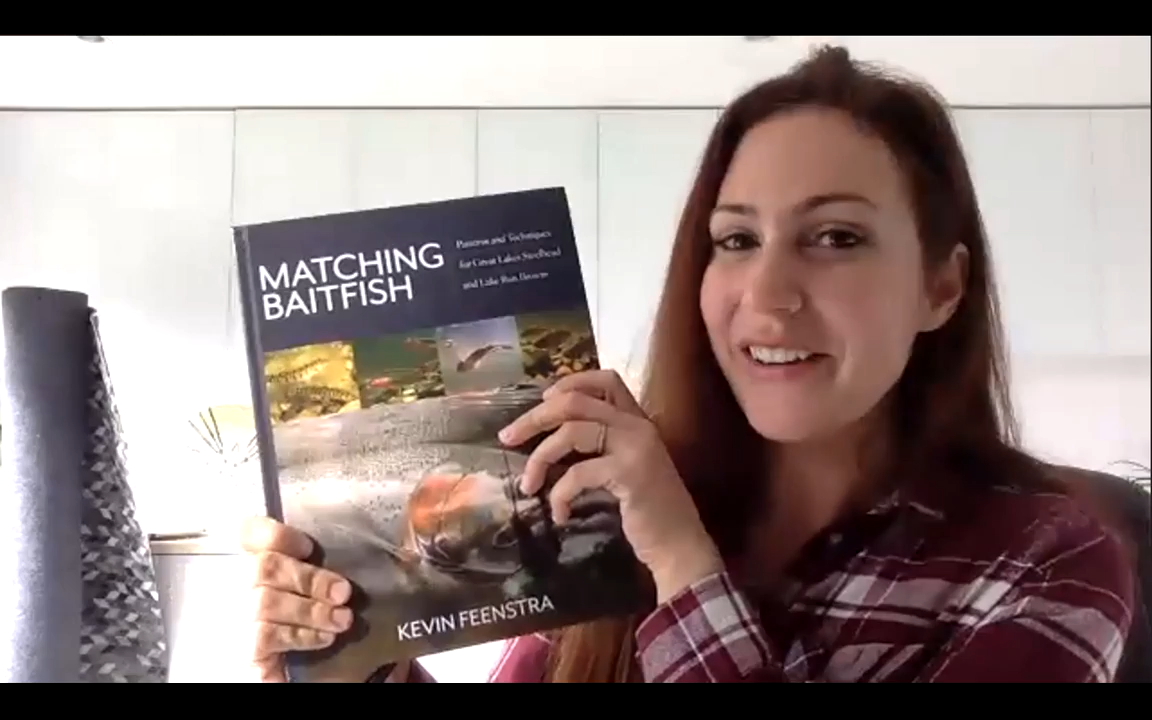 MATCHING
BAITFISH
Patterns and Techniques
for Great Lakes Steelhead
and Lake Run Browns
KEVIN FEENSTRA